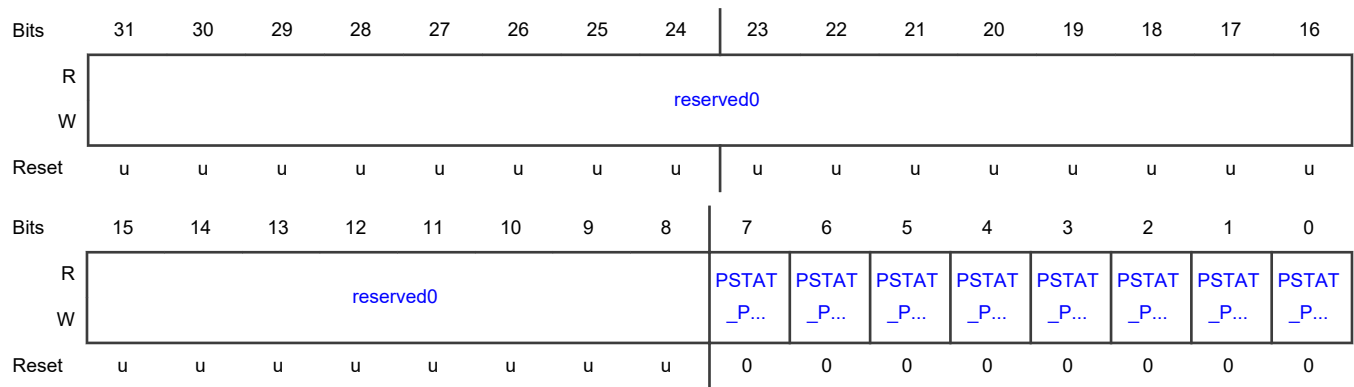 Bits 31 30 29 28 27 26 25 24 23 22 21 20 19 18 17 16
R
reserved0
W
Reset u u u u u u u u u u u u u u u u
Bits 15 14 13 12 11 10 9 8 7 6 5 4 3 2 1 0
R PSTAT PSTAT PSTAT PSTAT PSTAT PSTAT PSTAT PSTAT
reserved0
W _P... _P... _P... _P... _P... _P... _P... _P...
Reset u u u u u u u u 0 0 0 0 0 0 0 0